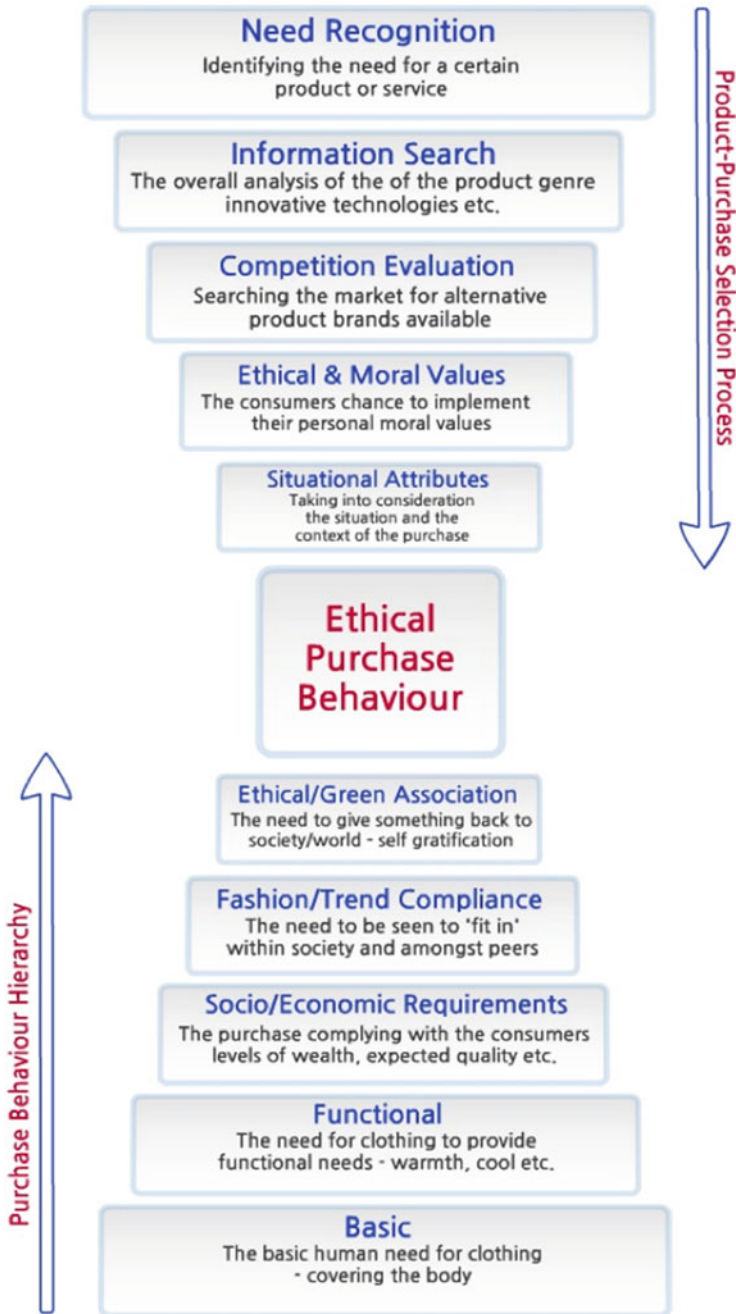 Need Recognition
Identifying the need for a certain
product or service
Information Search
The overall analysis of the of the product genre
innovative technologies etc.
Competition Evaluation
Searching the market for alternative
product brands available
Ethical & Moral Values
The consumers chance to implement
their personal moral values
Situational Attributes
Taking into consideration
the situation and the
context of the purchase
Product-Purchase Selection Process
Ethical
Purchase
Behaviour
Ethical/Green Association
The need to give something back to
society/world - self gratification
Fashion/Trend Compliance
The need to be seen to 'fit in'
within society and amongst peers
Socio/Economic Requirements
The purchase complying with the consumers
levels of wealth, expected quality etc.
Functional
The need for clothing to provide
functional needs - warmth, cool etc.
Basic
The basic human need for clothing
- covering the body
Purchase Behaviour Hierarchy